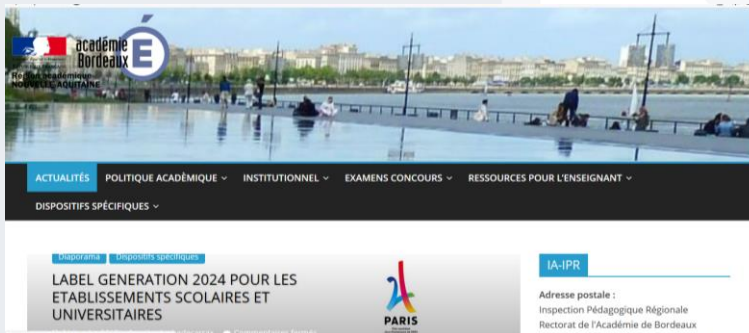 académie
Bordeaux
É
Région académique
NOUVELLE-AQUITAINE
ACTUALITÉS POLITIQUE ACADÈMIQUE INSTITUTIONNEL EXAMENS CONCOURS RESSOURCES POUR L'ENSEIGNANT
DISPOSITIFS SPÉCIFIQUES
Diaporama Dispositifs spécifiques
LABEL GENERATION 2024 POUR LES
ETABLISSEMENTS SCOLAIRES ET
UNIVERSITAIRES
PARIS
IA-IPR
Adresse postale :
Inspection Pédagogique Régionale
Rectorat de l'Académie de Bordeaux